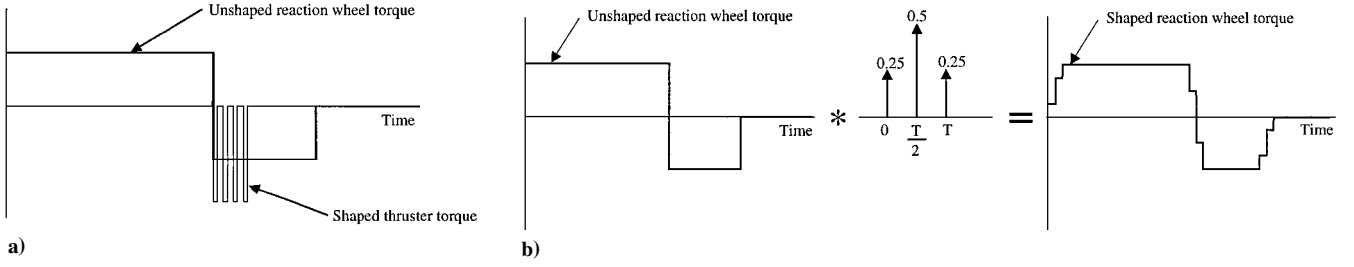 Unshaped reaction wheel torque
Time
Shaped thruster torque
a)
Unshaped reaction wheel torque
Time
b)
*
0.25
0.5
0.25
0
T
2
T
=
Shaped reaction wheel torque
Time